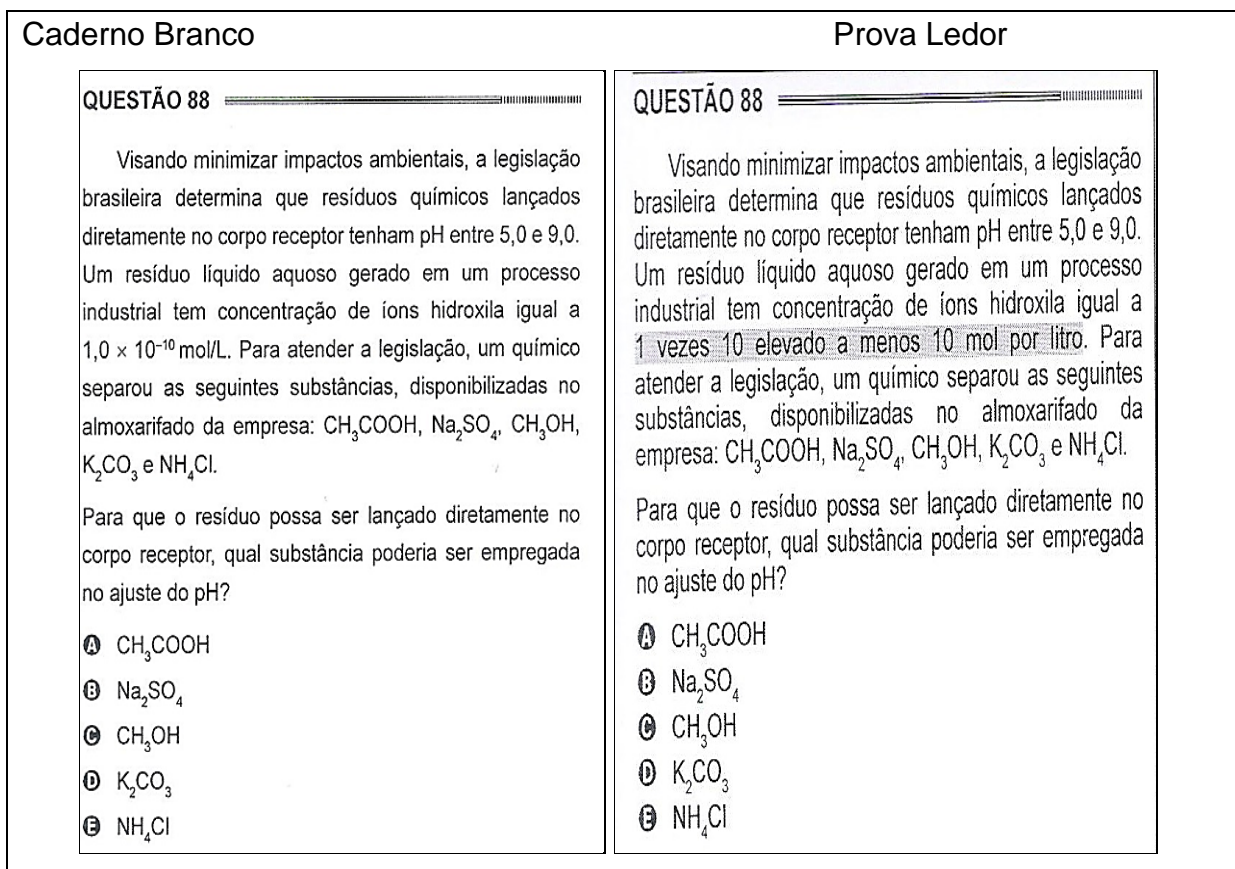 Caderno Branco
Prova Ledor
QUESTÃO 88
Visando minimizar impactos ambientais, a legislação
brasileira determina que resíduos químicos lançados
diretamente no corpo receptor tenham pH entre 5,0 e 9,0.
Um resíduo líquido aquoso gerado em um processo
industrial tem concentração de íons hidroxila igual a
1,0 × 10⁻¹⁰ mol/L. Para atender a legislação, um químico
separou as seguintes substâncias, disponibilizadas no
almoxarifado da empresa: CH₃COOH, Na₂SO₄, CH₃OH,
K₂CO₃ e NH₄Cl.
Para que o resíduo possa ser lançado diretamente no
corpo receptor, qual substância poderia ser empregada
no ajuste do pH?
A CH₃COOH
B Na₂SO₄
C CH₃OH
D K₂CO₃
E NH₄Cl
QUESTÃO 88
Visando minimizar impactos ambientais, a legislação
brasileira determina que resíduos químicos lançados
diretamente no corpo receptor tenham pH entre 5,0 e 9,0.
Um resíduo líquido aquoso gerado em um processo
industrial tem concentração de íons hidroxila igual a
1 vezes 10 elevado a menos 10 mol por litro. Para
atender a legislação, um químico separou as seguintes
substâncias, disponibilizadas no almoxarifado da
empresa: CH₃COOH, Na₂SO₄, CH₃OH, K₂CO₃ e NH₄Cl.
Para que o resíduo possa ser lançado diretamente no
corpo receptor, qual substância poderia ser empregada
no ajuste do pH?
A CH₃COOH
B Na₂SO₄
C CH₃OH
D K₂CO₃
E NH₄Cl